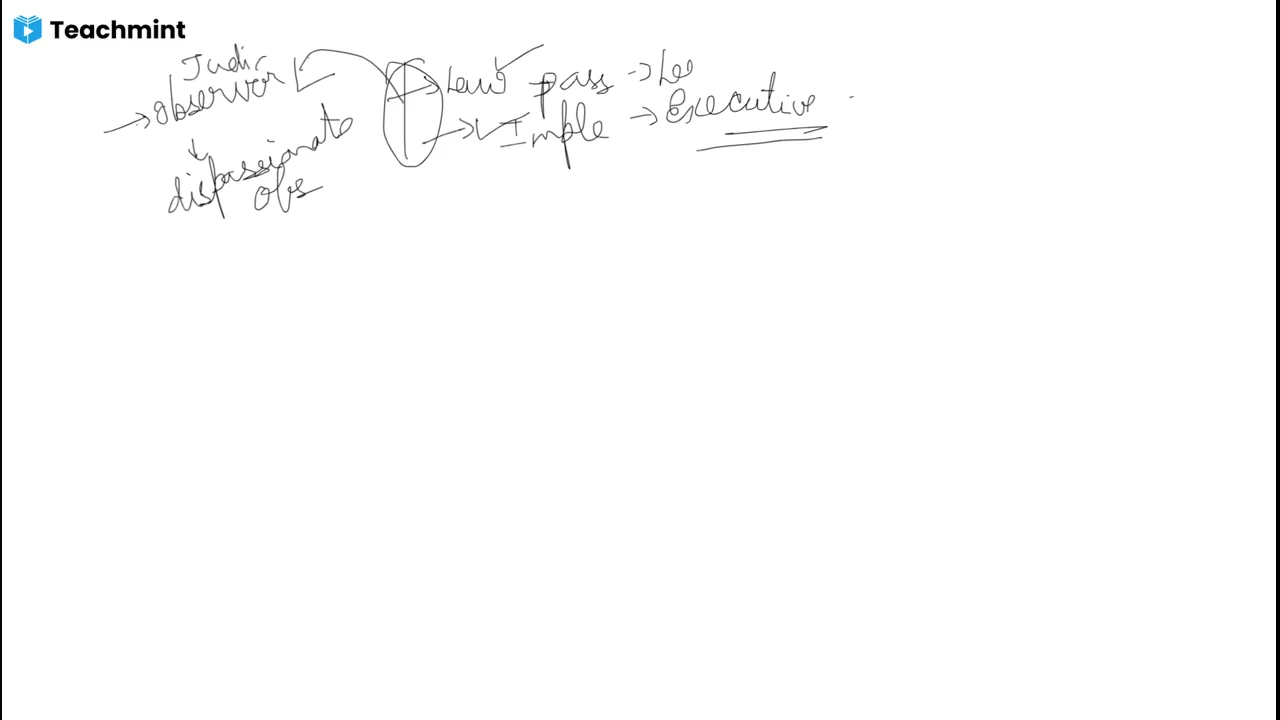 Teachmint
Judic
→ observer
↓
dispassionate
obs
→ Law pass → Le
→ Imple → Executive